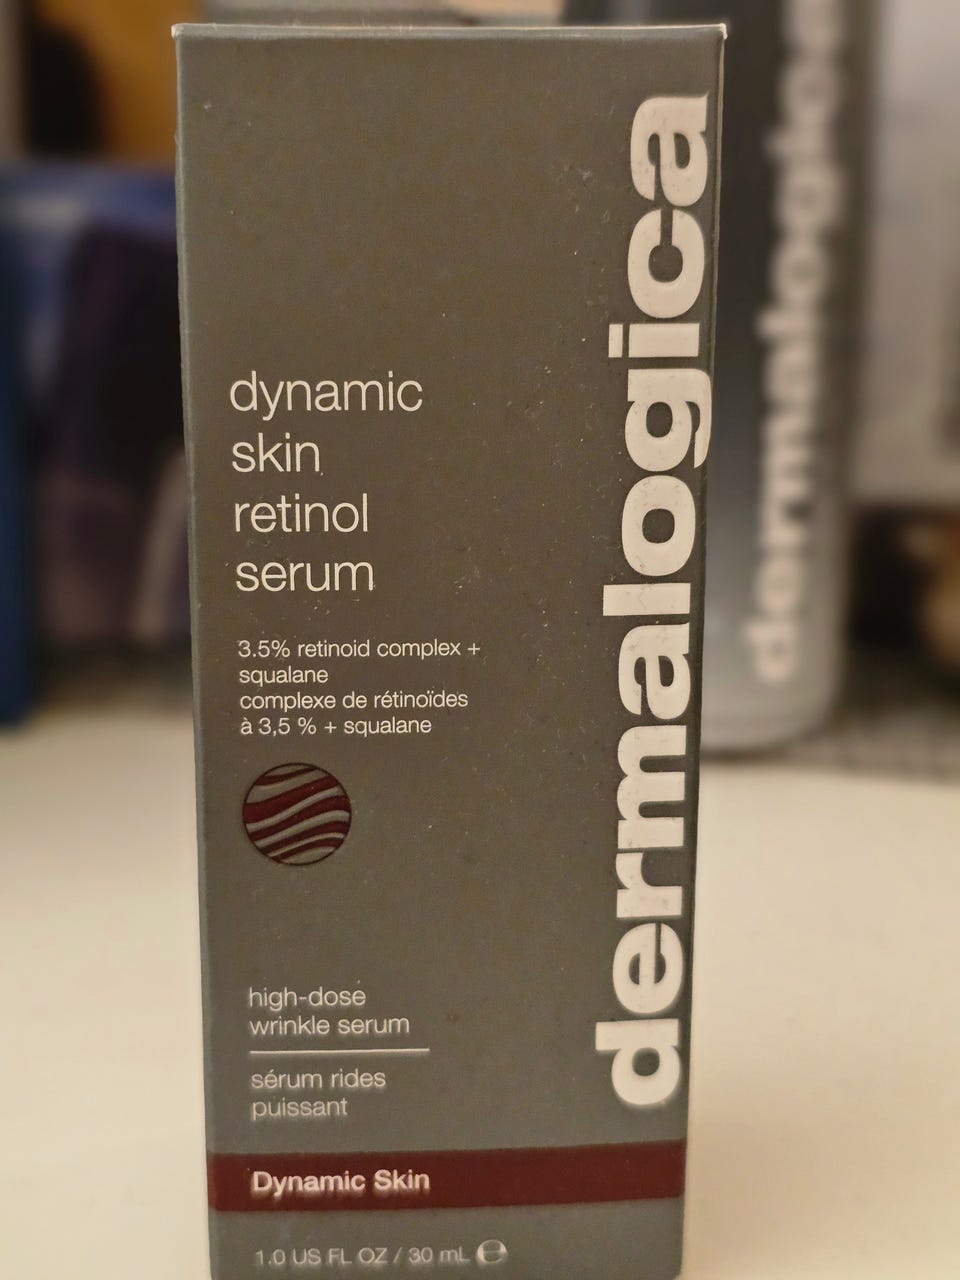 dermalogica
dynamic
skin
retinol
serum
3.5% retinoid complex +
squalane
complexe de rétinoïdes
à 3,5 % + squalane
high-dose
wrinkle serum
sérum rides
puissant
Dynamic Skin
1.0 US FL OZ / 30 mL ℮
dermalogica